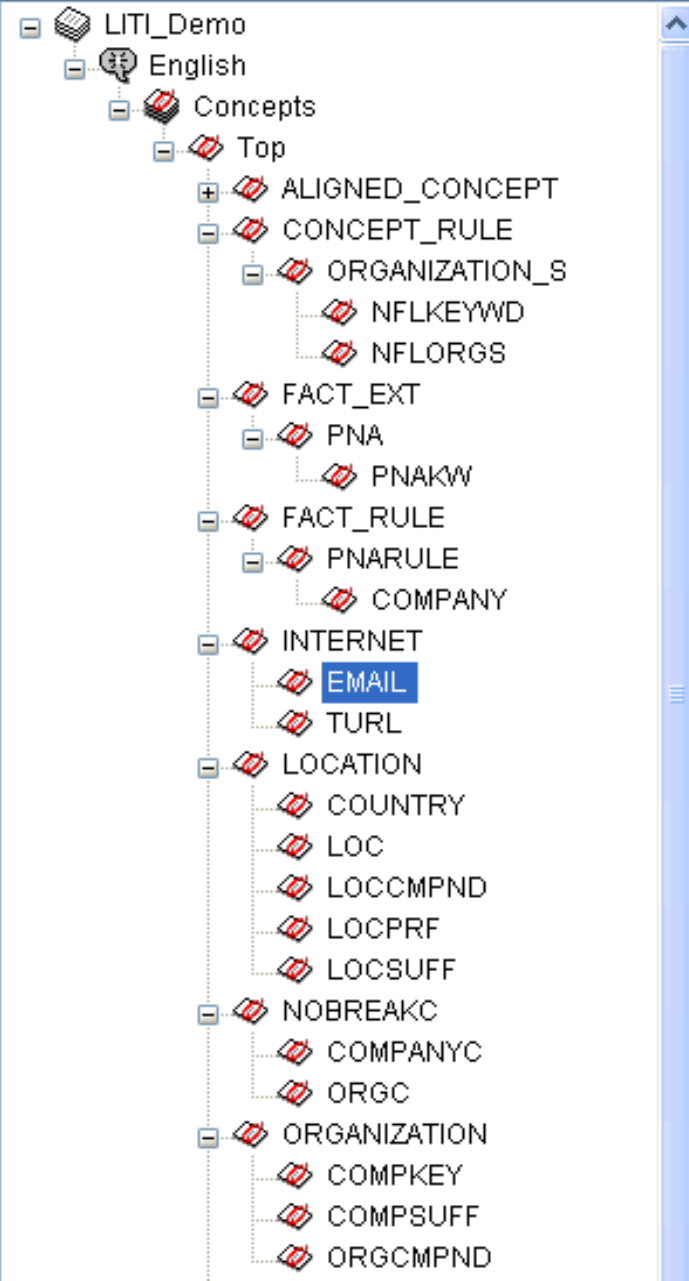 LITI_Demo
English
Concepts
Top
ALIGNED_CONCEPT
CONCEPT_RULE
ORGANIZATION_S
NFLKEYWD
NFLORGS
FACT_EXT
PNA
PNAKW
FACT_RULE
PNARULE
COMPANY
INTERNET
EMAIL
TURL
LOCATION
COUNTRY
LOC
LOCCMPND
LOCPRF
LOCSUFF
NOBREAKC
COMPANYC
ORGC
ORGANIZATION
COMPKEY
COMPSUFF
ORGCMPND